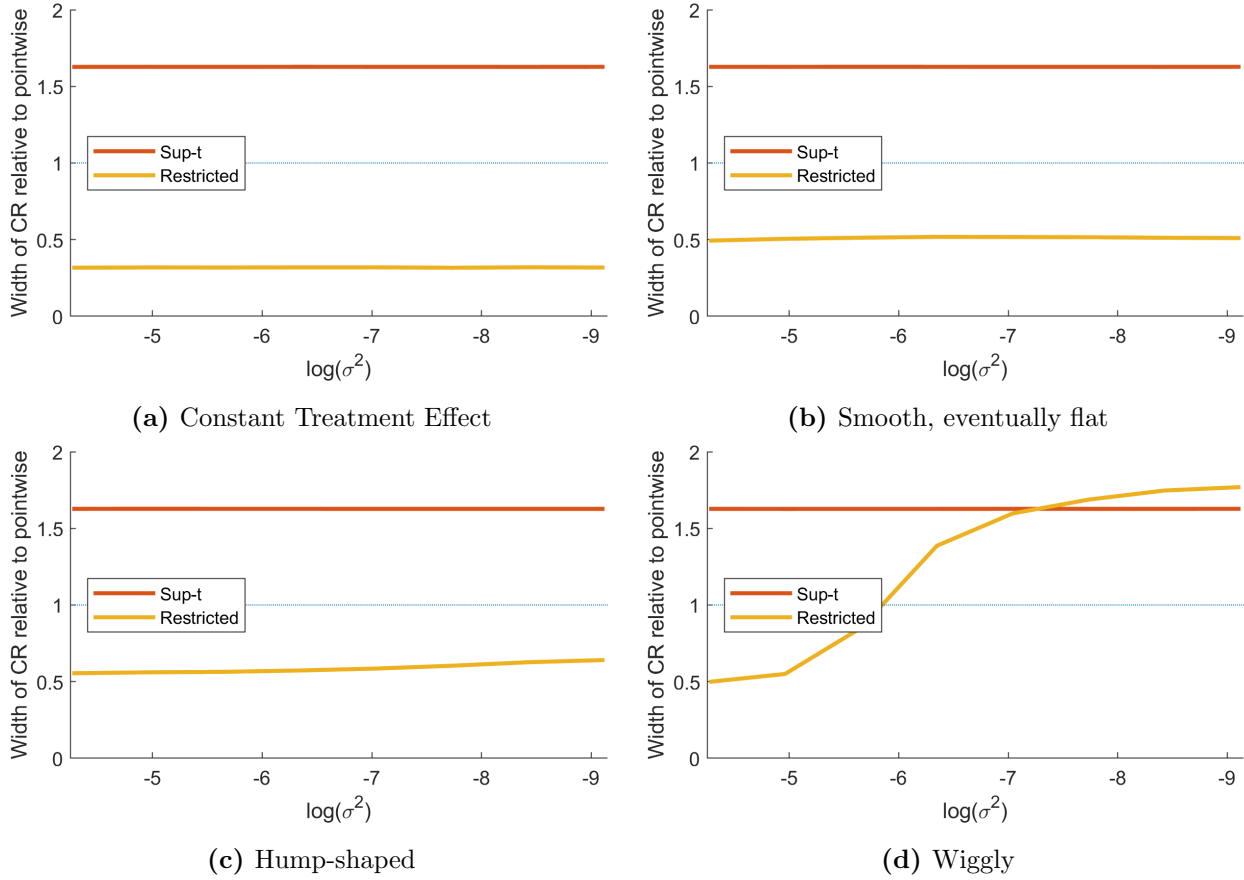 Width of CR relative to pointwise
2
1.5
1
0.5
0
Sup-t
Restricted
-5
-6
-7
-8
-9
log(σ²)
(a) Constant Treatment Effect
Width of CR relative to pointwise
2
1.5
1
0.5
0
Sup-t
Restricted
-5
-6
-7
-8
-9
log(σ²)
(b) Smooth, eventually flat
Width of CR relative to pointwise
2
1.5
1
0.5
0
Sup-t
Restricted
-5
-6
-7
-8
-9
log(σ²)
(c) Hump-shaped
Width of CR relative to pointwise
2
1.5
1
0.5
0
Sup-t
Restricted
-5
-6
-7
-8
-9
log(σ²)
(d) Wiggly